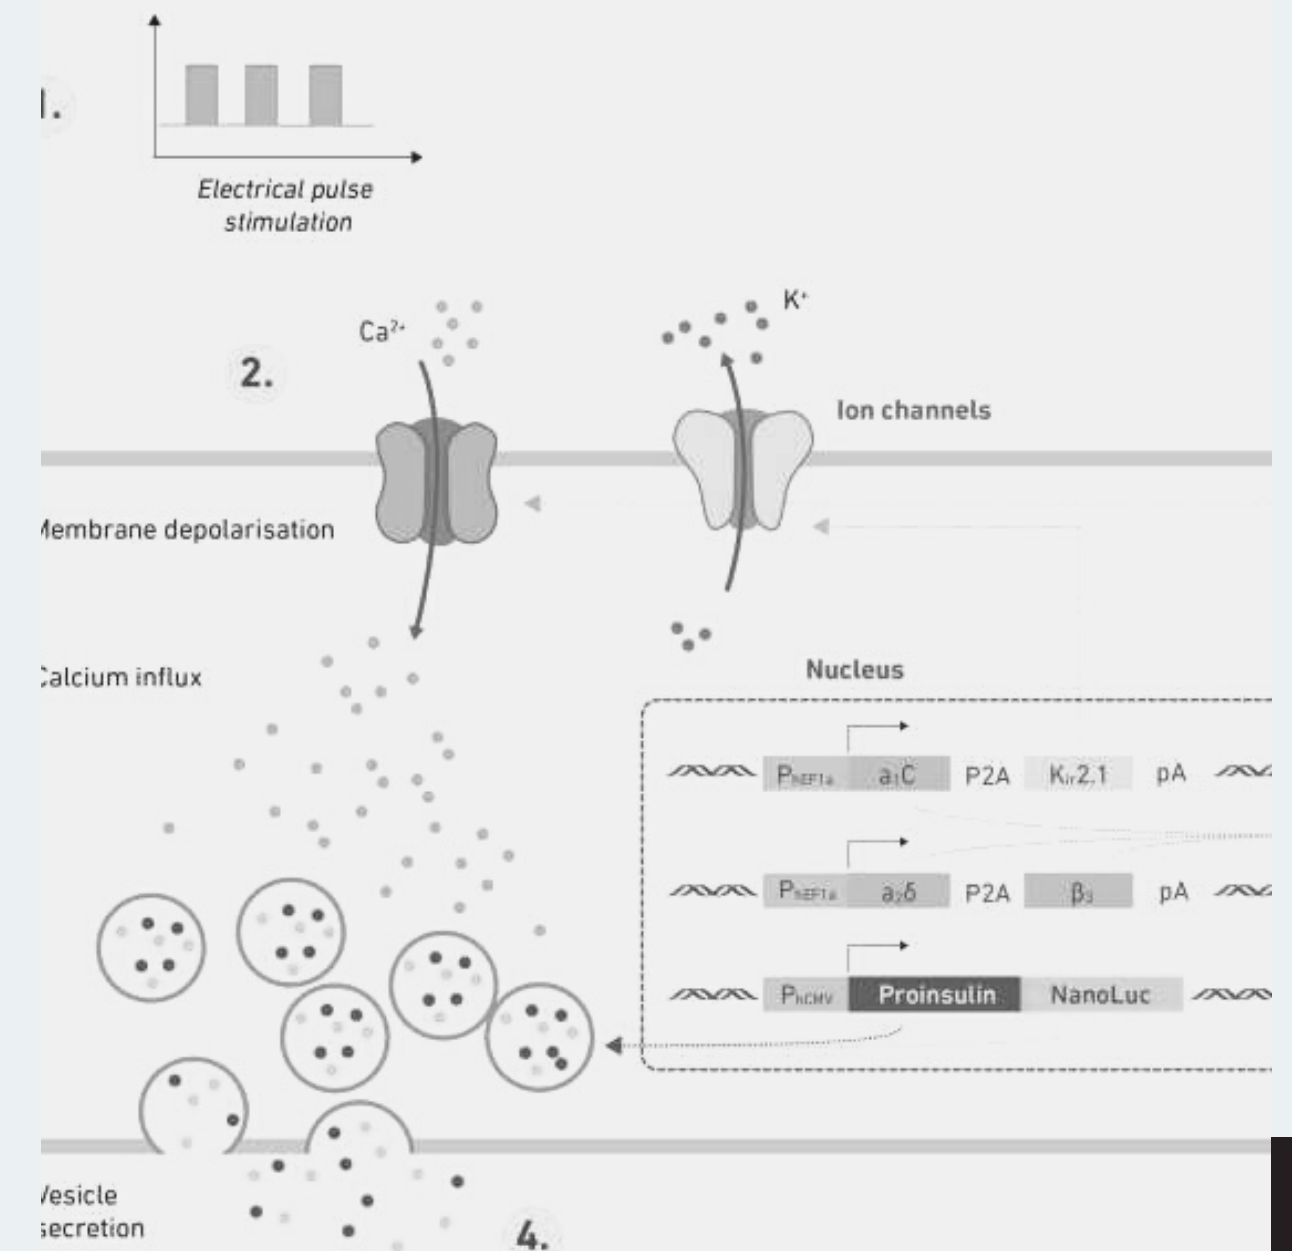 1.
Electrical pulse
stimulation
Ca²⁺
K⁺
2.
Ion channels
Membrane depolarisation
Calcium influx
Nucleus
PhEF1a a₁C P2A Kir2.1 pA
PhEF1a a₂δ P2A β₃ pA
PhCMV Proinsulin NanoLuc
Vesicle
secretion
4.